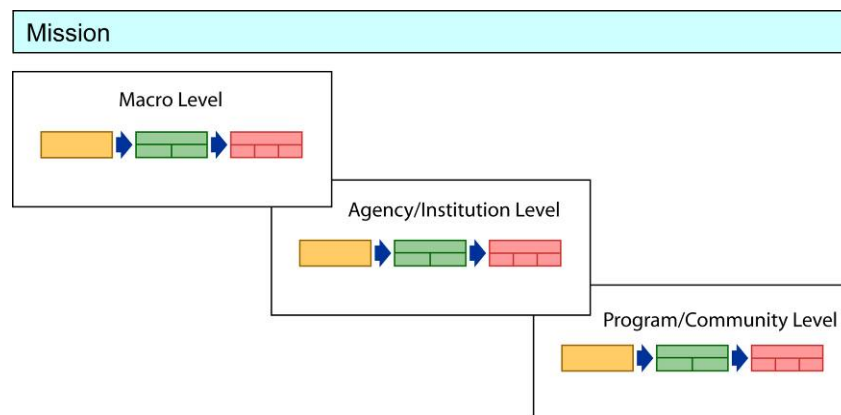 Mission
Macro Level
Agency/Institution Level
Program/Community Level